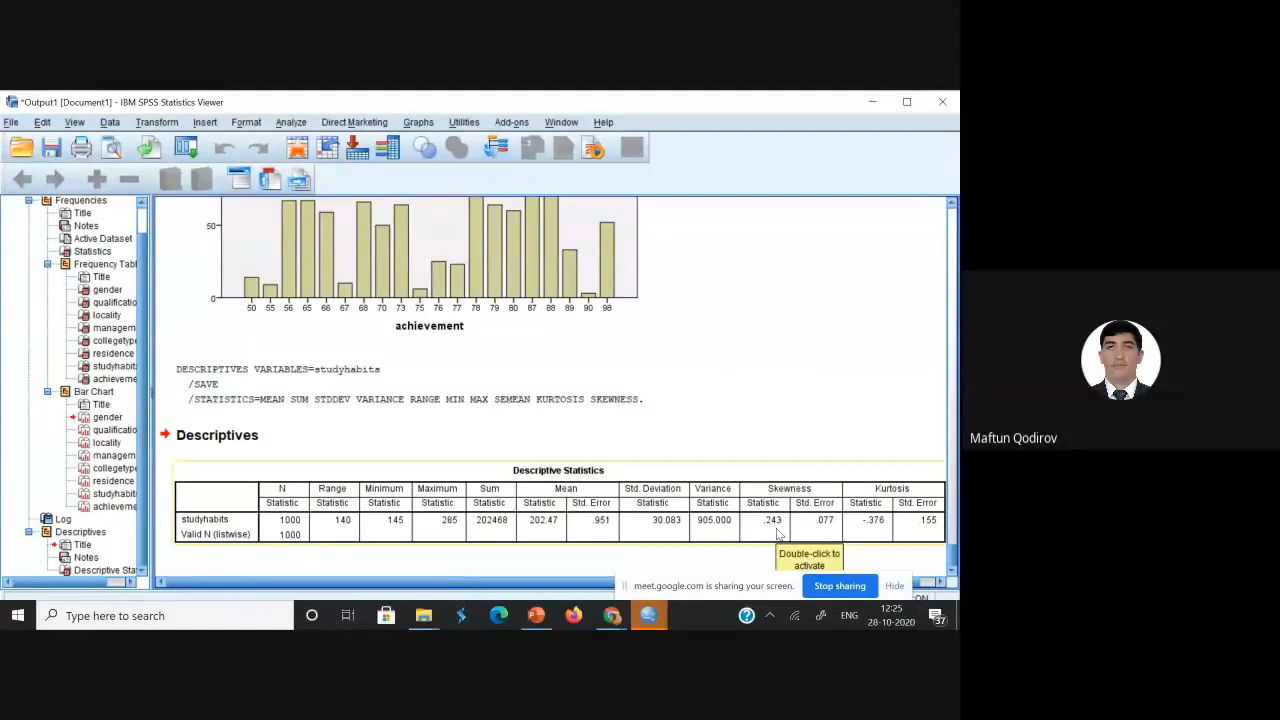 *Output1 [Document1] - IBM SPSS Statistics Viewer
File Edit View Data Transform Insert Format Analyze Direct Marketing Graphs Utilities Add-ons Window Help
Frequencies
Title
Notes
Active Dataset
Statistics
Frequency Tabl
Title
gender
qualificatio
locality
managem
collegetype
residence
studyhabits
achieveme
Bar Chart
Title
gender
qualificatio
locality
managem
collegetype
residence
studyhabits
achieveme
Log
Descriptives
Title
Notes
Descriptive Sta
50
0
50 55 56 65 66 67 68 70 73 75 76 77 78 79 80 87 88 89 90 98
achievement
DESCRIPTIVES VARIABLES=studyhabits
/SAVE
/STATISTICS=MEAN SUM STDDEV VARIANCE RANGE MIN MAX SEMEAN KURTOSIS SKEWNESS.
Descriptives
Descriptive Statistics
N Range Minimum Maximum Sum Mean Std. Deviation Variance Skewness Kurtosis
Statistic Statistic Statistic Statistic Statistic Statistic Std. Error Statistic Statistic Statistic Std. Error Statistic Std. Error
studyhabits 1000 140 145 285 202468 202.47 .951 30.083 905.000 .243 .077 -.376 .155
Valid N (listwise) 1000
Double-click to
activate
meet.google.com is sharing your screen. Stop sharing Hide
Type here to search
ENG
12:25
28-10-2020
37
Maftun Qodirov